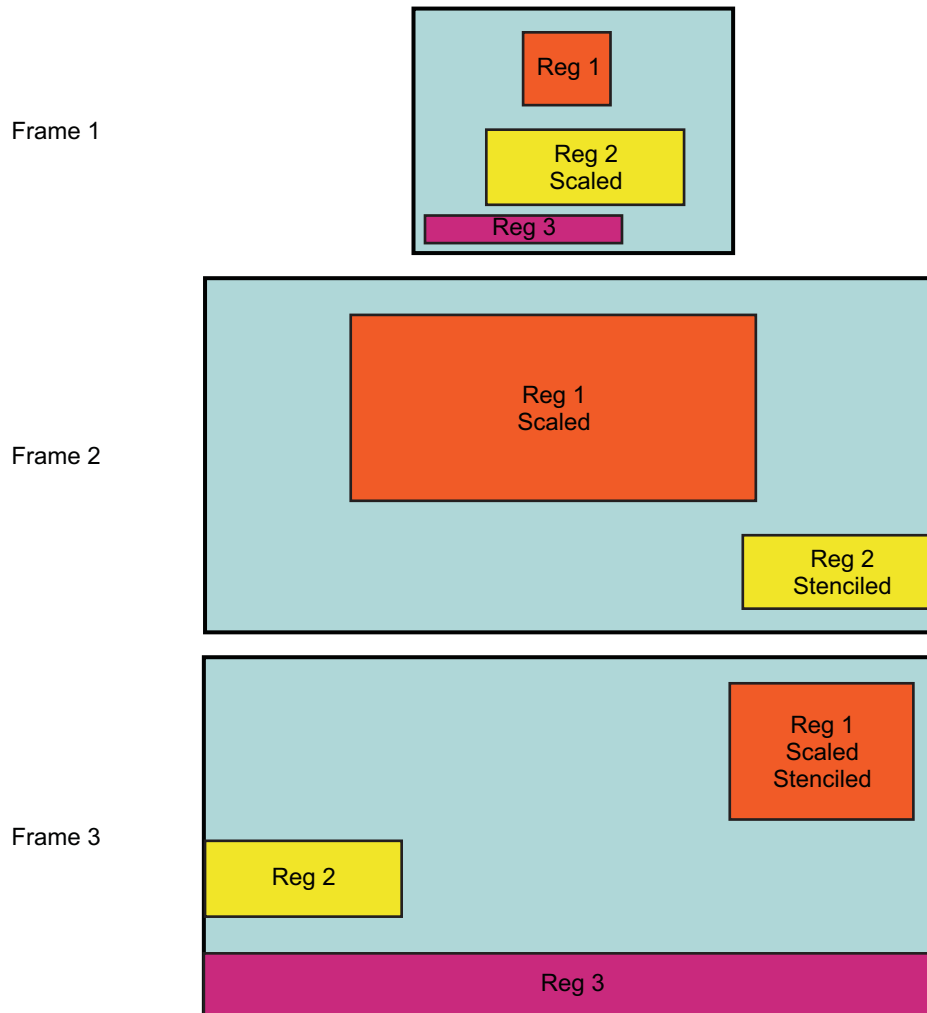 Frame 1
Reg 1
Reg 2
Scaled
Reg 3
Frame 2
Reg 1
Scaled
Reg 2
Stenciled
Frame 3
Reg 1
Scaled
Stenciled
Reg 2
Reg 3